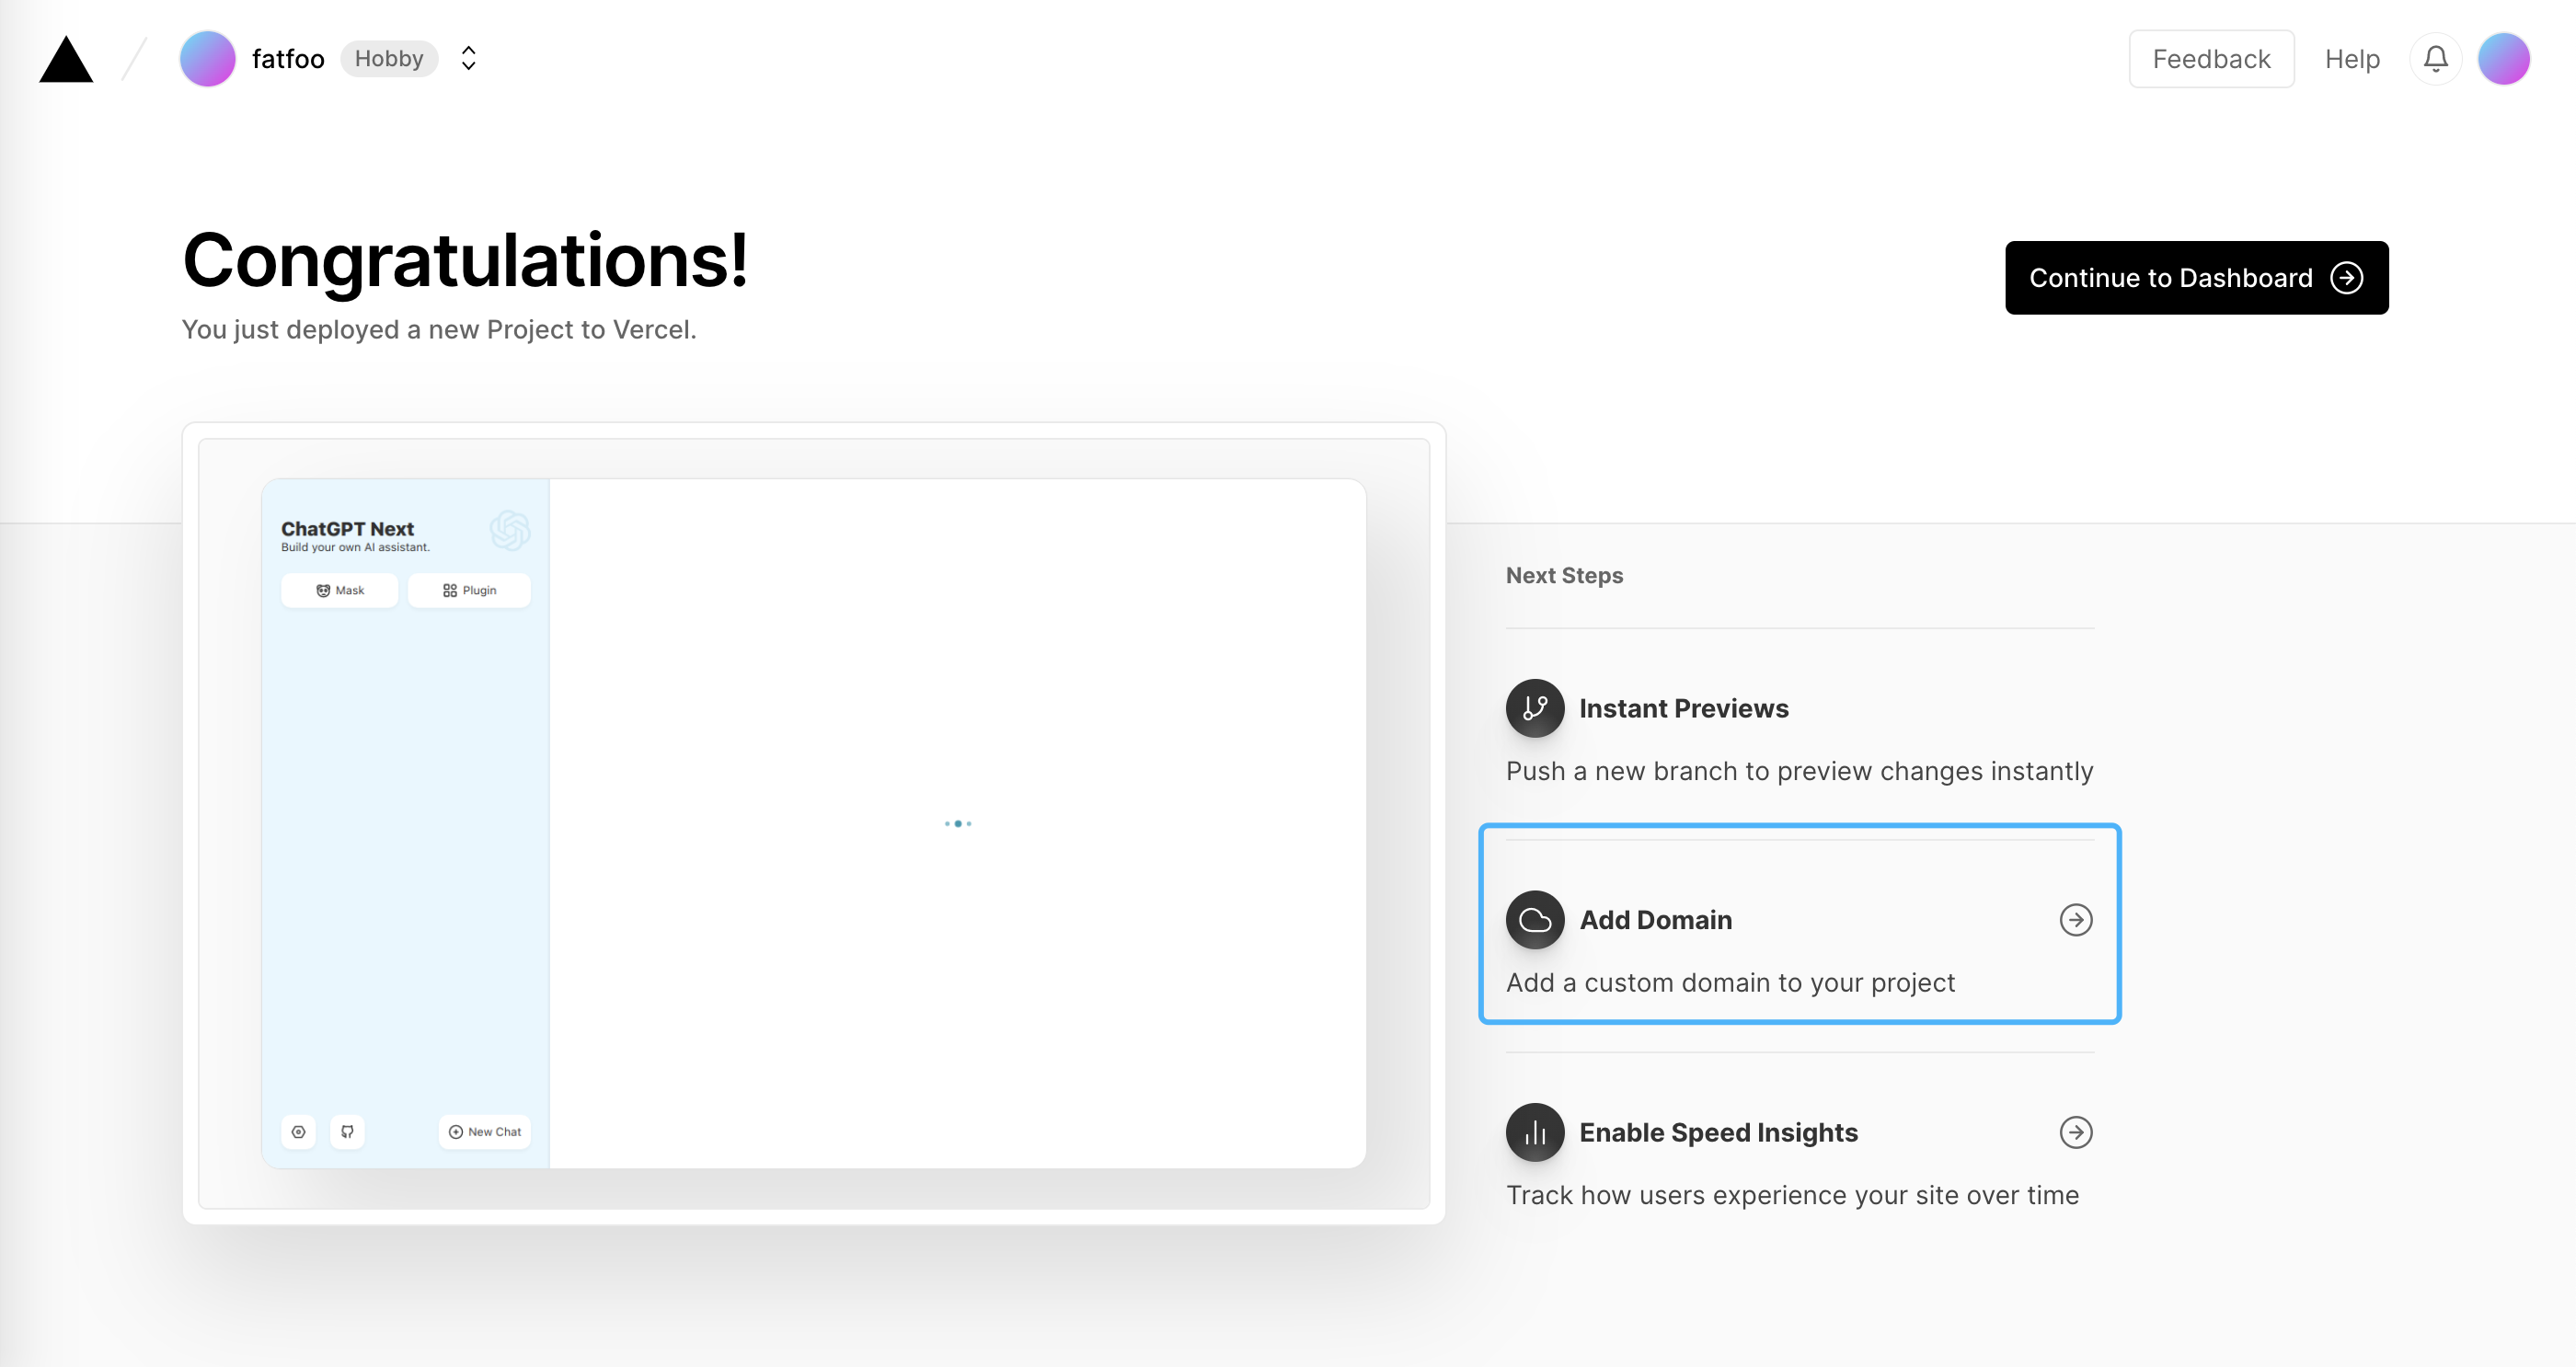 fatfoo Hobby
Feedback Help
Congratulations!
You just deployed a new Project to Vercel.
Continue to Dashboard
ChatGPT Next
Build your own AI assistant.
Mask Plugin
New Chat
Next Steps
Instant Previews
Push a new branch to preview changes instantly
Add Domain
Add a custom domain to your project
Enable Speed Insights
Track how users experience your site over time